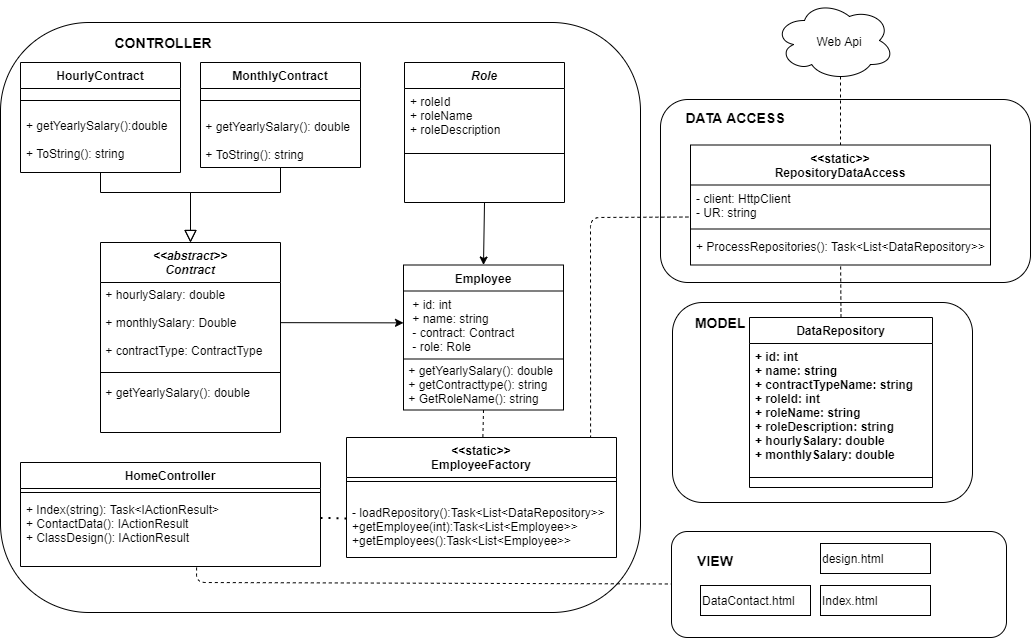 Web Api
CONTROLLER
HourlyContract
+ getYearlySalary():double
+ ToString(): string
MonthlyContract
+ getYearlySalary(): double
+ ToString(): string
Role
+ roleId
+ roleName
+ roleDescription
<<abstract>>
Contract
+ hourlySalary: double
+ monthlySalary: Double
+ contractType: ContractType
+ getYearlySalary(): double
Employee
+ id: int
+ name: string
- contract: Contract
- role: Role
+ getYearlySalary(): double
+ getContracttype(): string
+ GetRoleName(): string
HomeController
+ Index(string): Task<IActionResult>
+ ContactData(): IActionResult
+ ClassDesign(): IActionResult
<<static>>
EmployeeFactory
- loadRepository():Task<List<DataRepository>>
+getEmployee(int):Task<List<Employee>>
+getEmployees():Task<List<Employee>>
DATA ACCESS
<<static>>
RepositoryDataAccess
- client: HttpClient
- UR: string
+ ProcessRepositories(): Task<List<DataRepository>>
MODEL
DataRepository
+ id: int
+ name: string
+ contractTypeName: string
+ roleId: int
+ roleName: string
+ roleDescription: string
+ hourlySalary: double
+ monthlySalary: double
VIEW
design.html
DataContact.html
Index.html